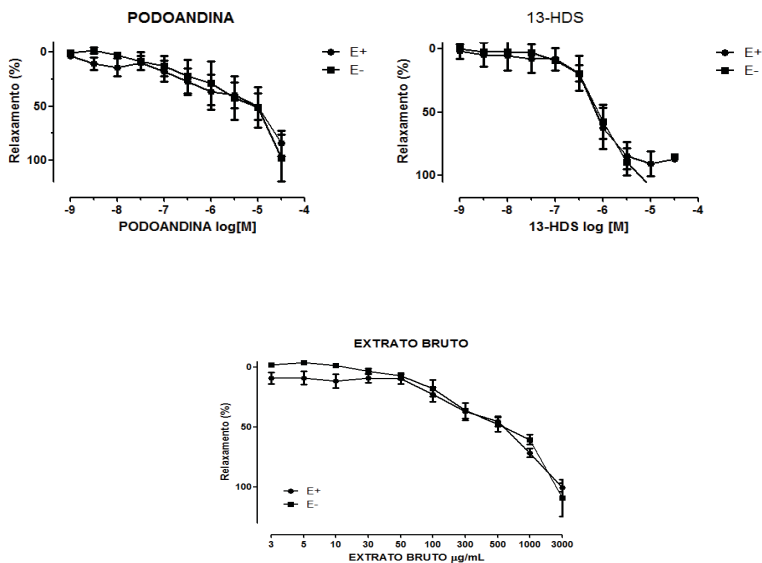 PODOANDINA
0
50
100
Relaxamento (%)
E+
E-
-9 -8 -7 -6 -5 -4
PODOANDINA log[M]
13-HDS
0
50
100
Relaxamento (%)
E+
E-
-9 -8 -7 -6 -5 -4
13-HDS log [M]
EXTRATO BRUTO
0
50
100
Relaxamento (%)
E+
E-
3 5 10 30 50 100 300 500 1000 3000
EXTRATO BRUTO μg/mL